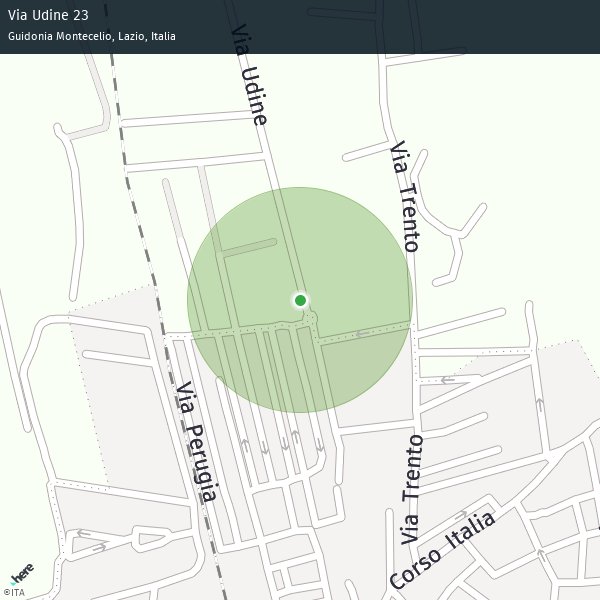 Via Udine 23
Guidonia Montecelio, Lazio, Italia
Via Udine
Via Trento
Via Perugia
Via Trento
Corso Italia
here
©ITA